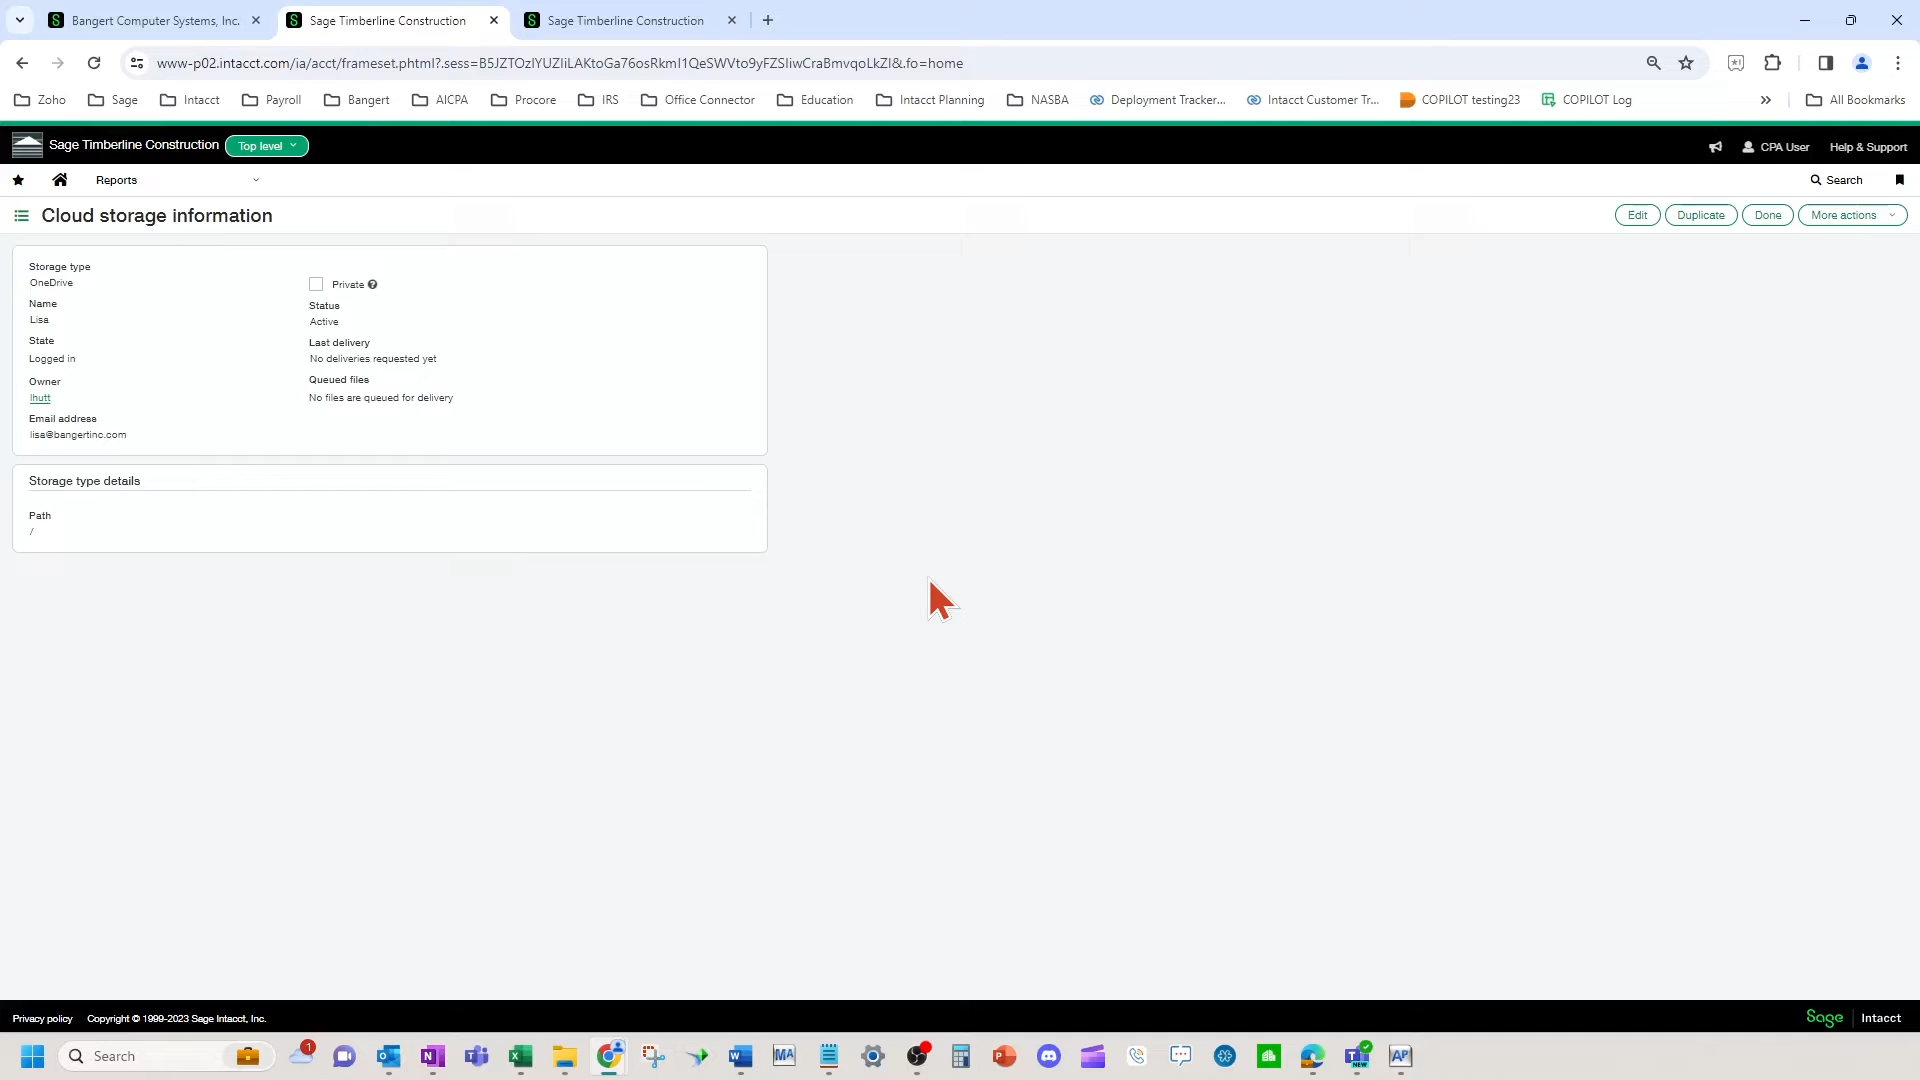 Bangert Computer Systems, Inc.
Sage Timberline Construction
Sage Timberline Construction
www-p02.intacct.com/ia/acct/frameset.phtml?.sess=B5JZTOzIYUZIiLAKtoGa76osRkmI1QeSWVto9yFZSIiwCraBmvqoLkZI&.fo=home
Zoho Sage Intacct Payroll Bangert AICPA Procore IRS Office Connector Education Intacct Planning NASBA Deployment Tracker... Intacct Customer Tr... COPILOT testing23 COPILOT Log » All Bookmarks
Sage Timberline Construction Top level CPA User Help & Support
Reports Search
Cloud storage information Edit Duplicate Done More actions
Storage type
OneDrive
Name
Lisa
State
Logged in
Owner
lhutt
Email address
lisa@bangertinc.com
Private
Status
Active
Last delivery
No deliveries requested yet
Queued files
No files are queued for delivery
Storage type details
Path
/
Privacy policy Copyright © 1999-2023 Sage Intacct, Inc. Sage Intacct
Search 1 MA AP NEW